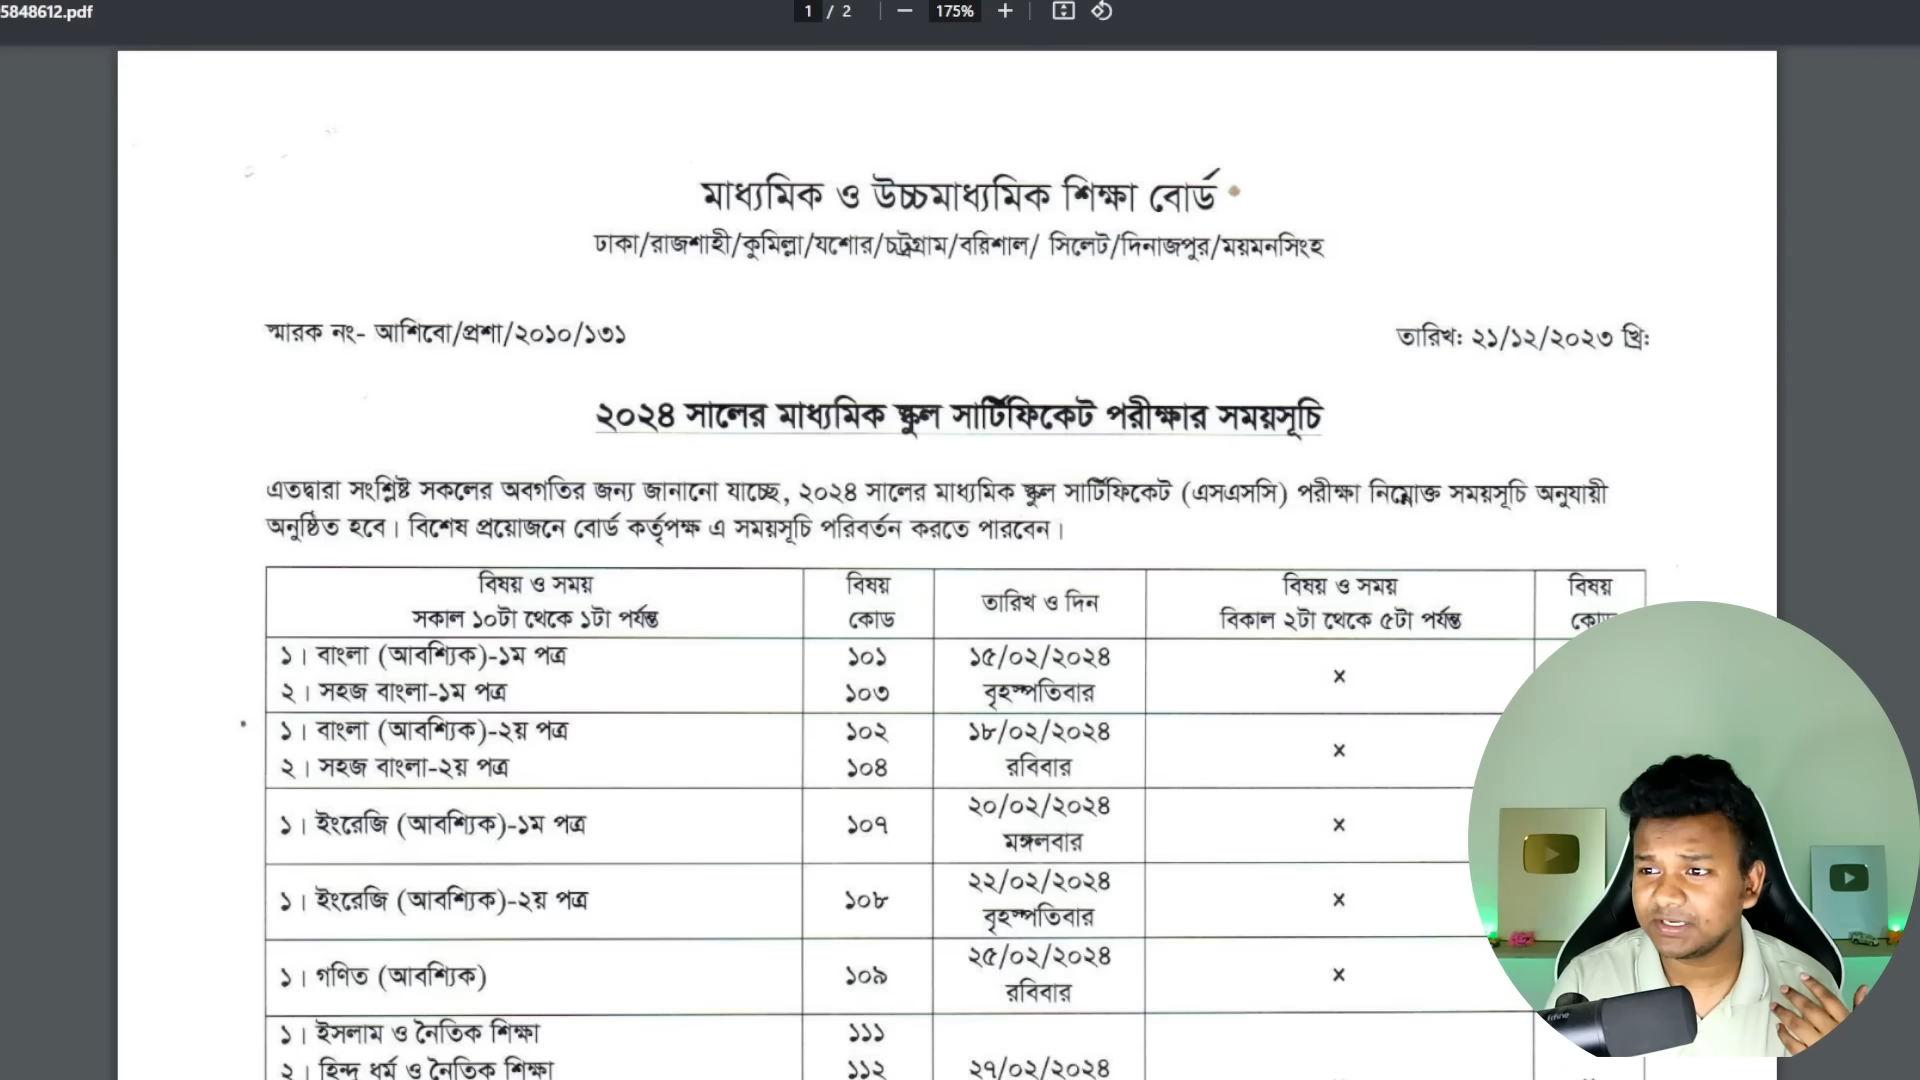 5848612.pdf
1 / 2
175%
মাধ্যমিক ও উচ্চমাধ্যমিক শিক্ষা বোর্ড
ঢাকা/রাজশাহী/কুমিল্লা/যশোর/চট্টগ্রাম/বরিশাল/ সিলেট/দিনাজপুর/ময়মনসিংহ
স্মারক নং- আশিবো/প্রশা/২০১০/১৩১
তারিখ: ২১/১২/২০২৩ খ্রি:
২০২৪ সালের মাধ্যমিক স্কুল সার্টিফিকেট পরীক্ষার সময়সূচি
এতদ্বারা সংশ্লিষ্ট সকলের অবগতির জন্য জানানো যাচ্ছে, ২০২৪ সালের মাধ্যমিক স্কুল সার্টিফিকেট (এসএসসি) পরীক্ষা নিম্নোক্ত সময়সূচি অনুযায়ী
অনুষ্ঠিত হবে। বিশেষ প্রয়োজনে বোর্ড কর্তৃপক্ষ এ সময়সূচি পরিবর্তন করতে পারবেন।
বিষয় ও সময়
সকাল ১০টা থেকে ১টা পর্যন্ত
বিষয়
কোড
তারিখ ও দিন
বিষয় ও সময়
বিকাল ২টা থেকে ৫টা পর্যন্ত
বিষয়
১। বাংলা (আবশ্যিক)-১ম পত্র
২। সহজ বাংলা-১ম পত্র
১০১
১০৩
১৫/০২/২০২৪
বৃহস্পতিবার
×
১। বাংলা (আবশ্যিক)-২য় পত্র
২। সহজ বাংলা-২য় পত্র
১০২
১০৪
১৮/০২/২০২৪
রবিবার
×
১। ইংরেজি (আবশ্যিক)-১ম পত্র
১০৭
২০/০২/২০২৪
মঙ্গলবার
×
১। ইংরেজি (আবশ্যিক)-২য় পত্র
১০৮
২২/০২/২০২৪
বৃহস্পতিবার
×
১। গণিত (আবশ্যিক)
১০৯
২৫/০২/২০২৪
রবিবার
×
১। ইসলাম ও নৈতিক শিক্ষা
২। হিন্দু ধর্ম ও নৈতিক শিক্ষা
১১১
১১২
২৭/০২/২০২৪